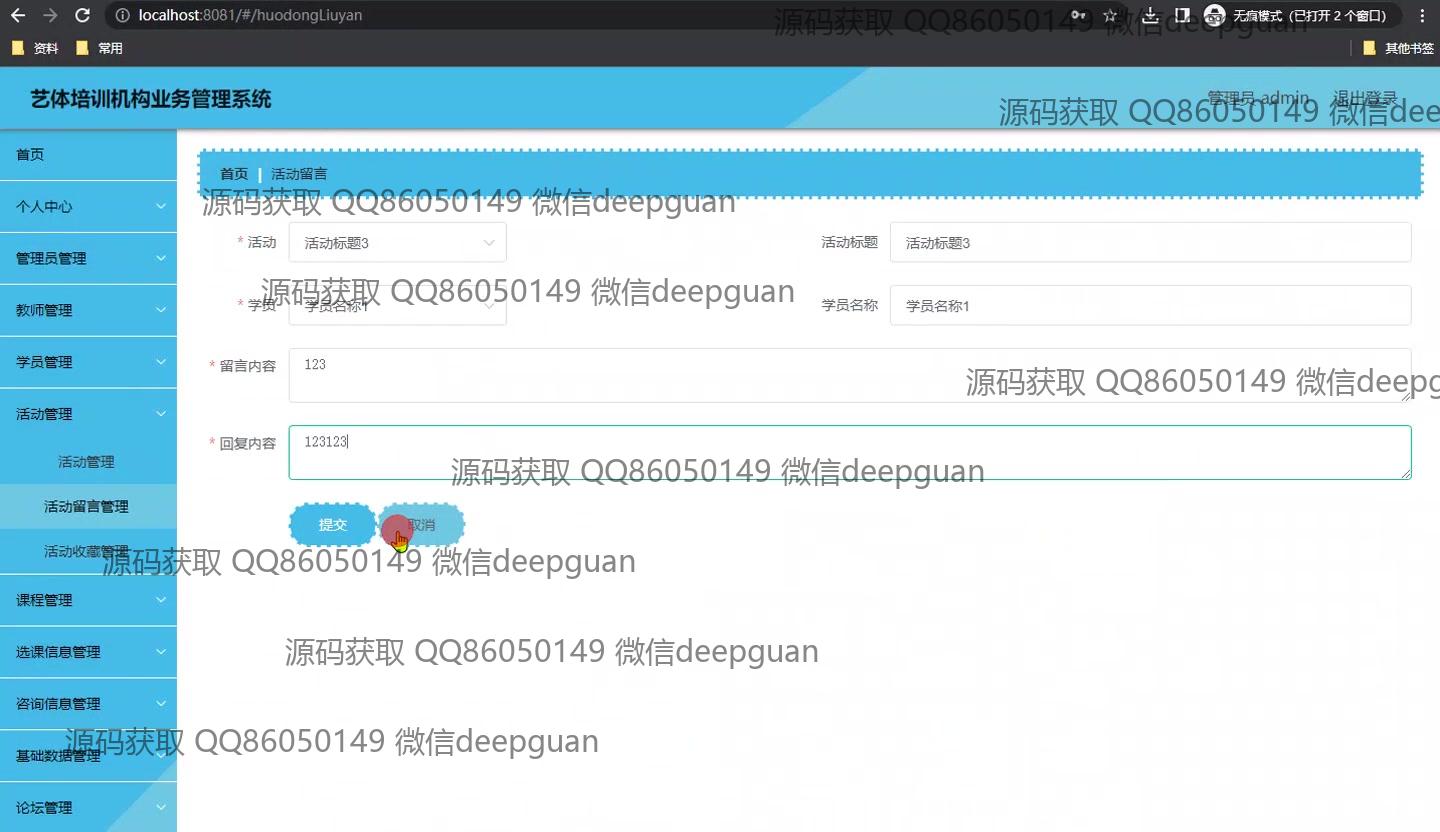 localhost:8081/#/huodongLiuyan
无痕模式（已打开 2 个窗口）
资料
常用
其他书签
源码获取 QQ86050149 微信deepguan
艺体培训机构业务管理系统
管理员 admin
退出登录
源码获取 QQ86050149 微信dee
首页
个人中心
管理员管理
教师管理
学员管理
活动管理
活动管理
活动留言管理
活动收藏管理
课程管理
选课信息管理
咨询信息管理
基础数据管理
论坛管理
首页 | 活动留言
源码获取 QQ86050149 微信deepguan
* 活动 活动标题3
活动标题 活动标题3
源码获取 QQ86050149 微信deepguan
* 学员 学员名称1
学员名称 学员名称1
* 留言内容 123
源码获取 QQ86050149 微信deepg
* 回复内容 123123
源码获取 QQ86050149 微信deepguan
提交
取消
源码获取 QQ86050149 微信deepguan
源码获取 QQ86050149 微信deepguan
源码获取 QQ86050149 微信deepguan